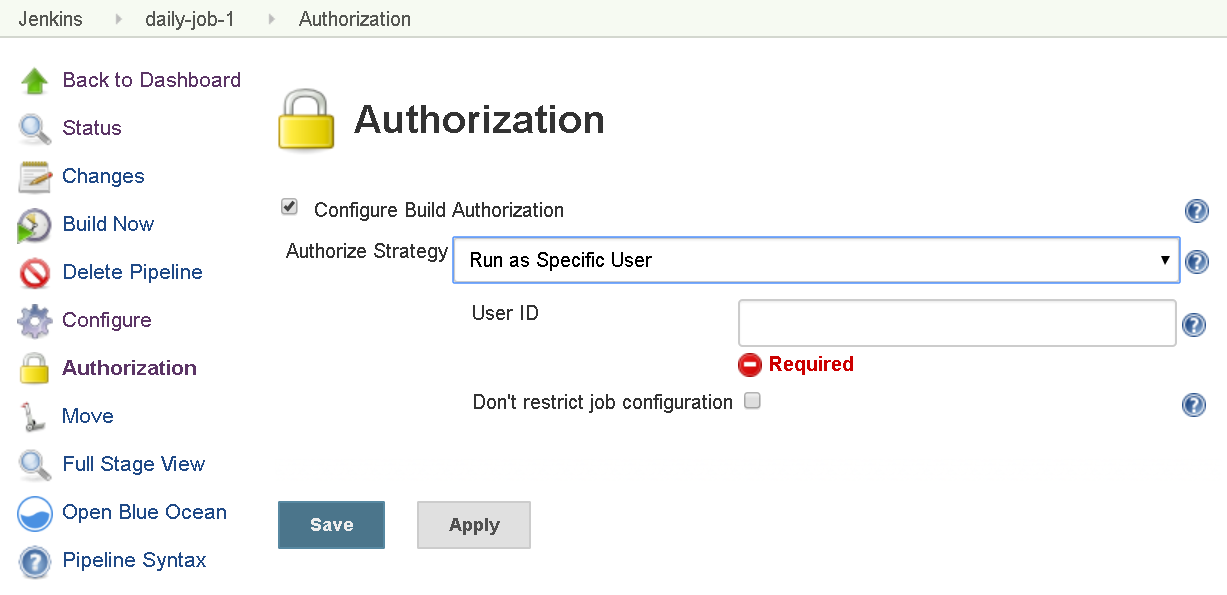 Jenkins daily-job-1 Authorization
Back to Dashboard
Status
Changes
Build Now
Delete Pipeline
Configure
Authorization
Move
Full Stage View
Open Blue Ocean
Pipeline Syntax
Authorization
Configure Build Authorization
Authorize Strategy Run as Specific User
User ID
Required
Don't restrict job configuration
Save Apply